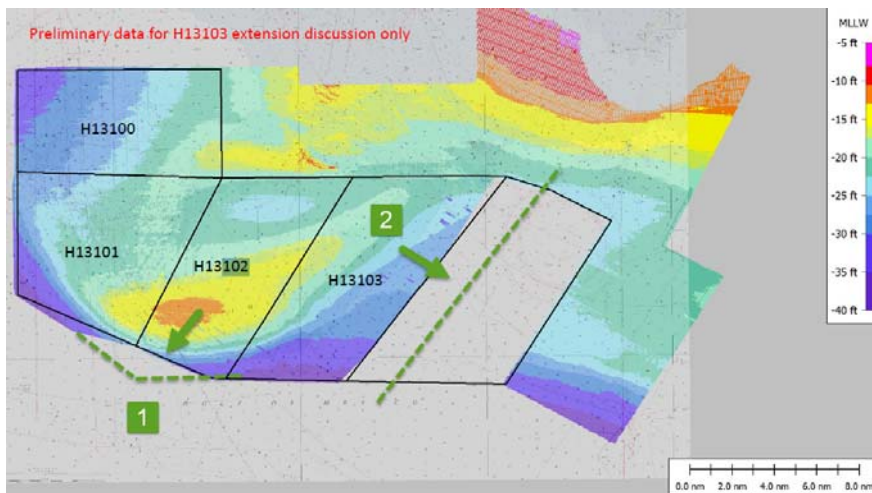 Preliminary data for H13103 extension discussion only
MLLW
-5 ft
-10 ft
-15 ft
-20 ft
-25 ft
-30 ft
-35 ft
-40 ft
H13100
H13101
H13102
H13103
2
1
0.0 nm 2.0 nm 4.0 nm 6.0 nm 8.0 nm